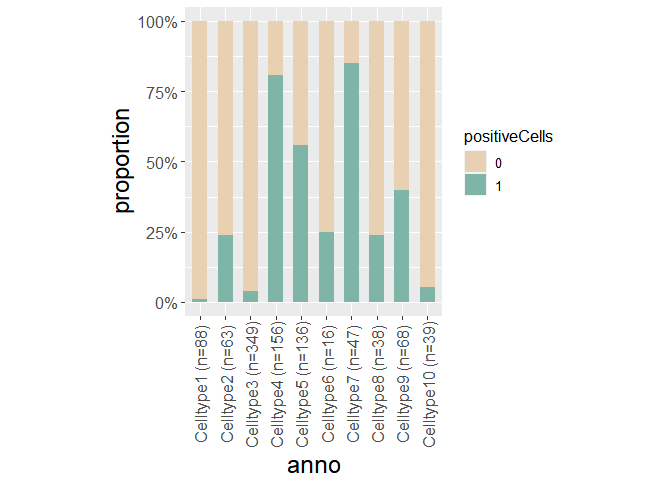 100%
75%
50%
25%
0%
proportion
Celltype1 (n=88)
Celltype2 (n=63)
Celltype3 (n=349)
Celltype4 (n=156)
Celltype5 (n=136)
Celltype6 (n=16)
Celltype7 (n=47)
Celltype8 (n=38)
Celltype9 (n=68)
Celltype10 (n=39)
anno
positiveCells
0
1